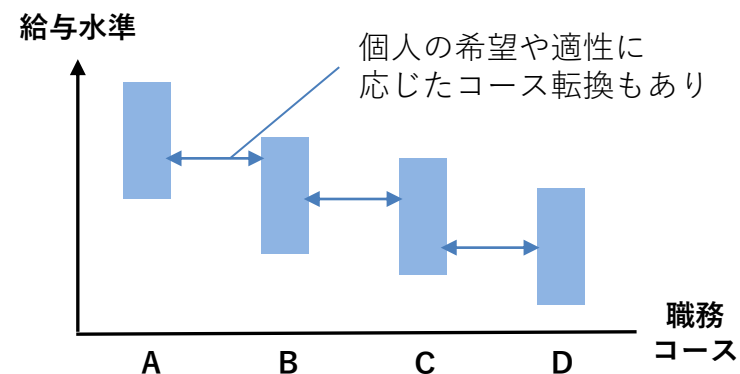 給与水準
個人の希望や適性に
応じたコース転換もあり
職務
コース
A
B
C
D